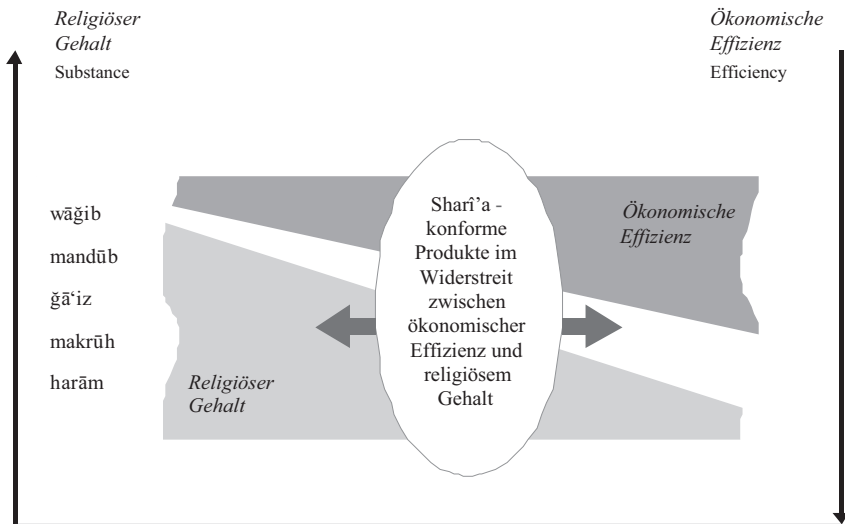 Religiöser
Gehalt
Substance
Ökonomische
Effizienz
Efficiency
wāǧib
mandūb
ǧā‘iz
makrūh
harām
Religiöser
Gehalt
Sharî’a -
konforme
Produkte im
Widerstreit
zwischen
ökonomischer
Effizienz und
religiösem
Gehalt
Ökonomische
Effizienz